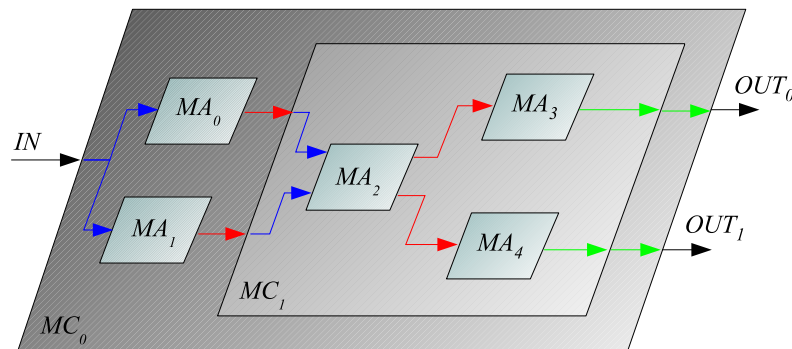 IN
MA₀
MA₁
MA₂
MA₃
MA₄
OUT₀
OUT₁
MC₁
MC₀